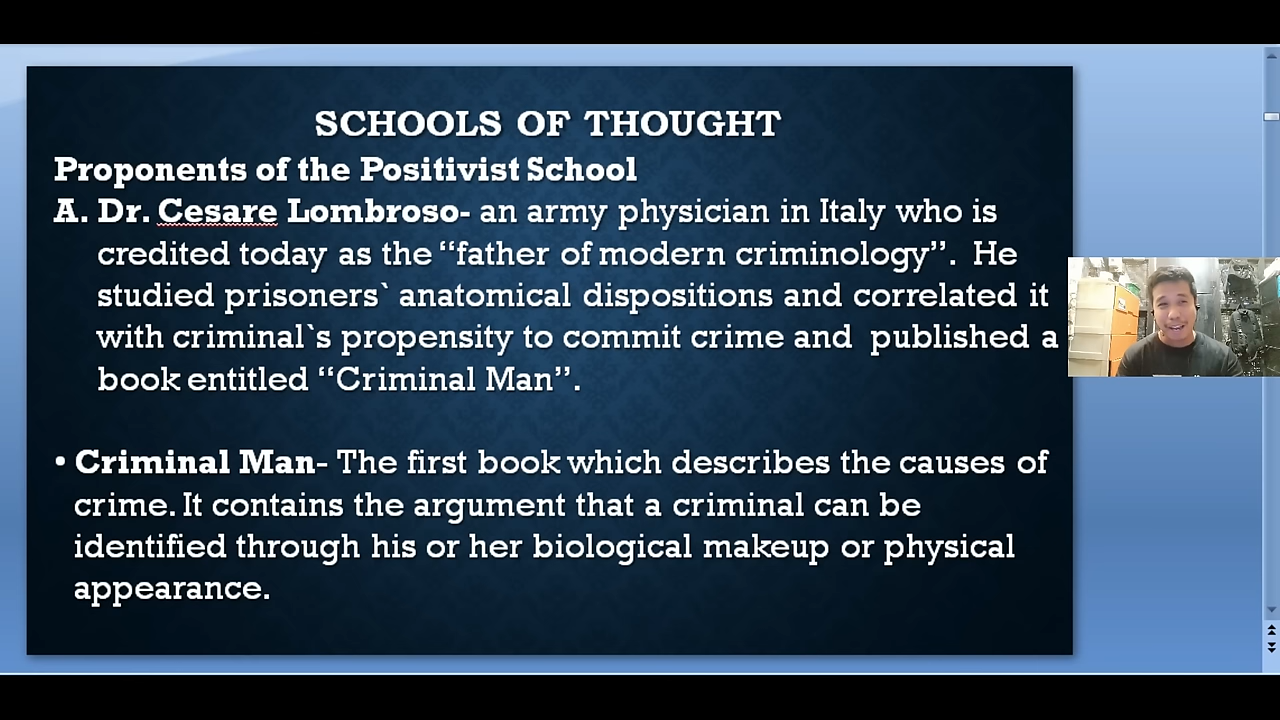 SCHOOLS OF THOUGHT
Proponents of the Positivist School
A. Dr. Cesare Lombroso- an army physician in Italy who is
credited today as the “father of modern criminology”. He
studied prisoners` anatomical dispositions and correlated it
with criminal`s propensity to commit crime and published a
book entitled “Criminal Man”.
• Criminal Man- The first book which describes the causes of
crime. It contains the argument that a criminal can be
identified through his or her biological makeup or physical
appearance.